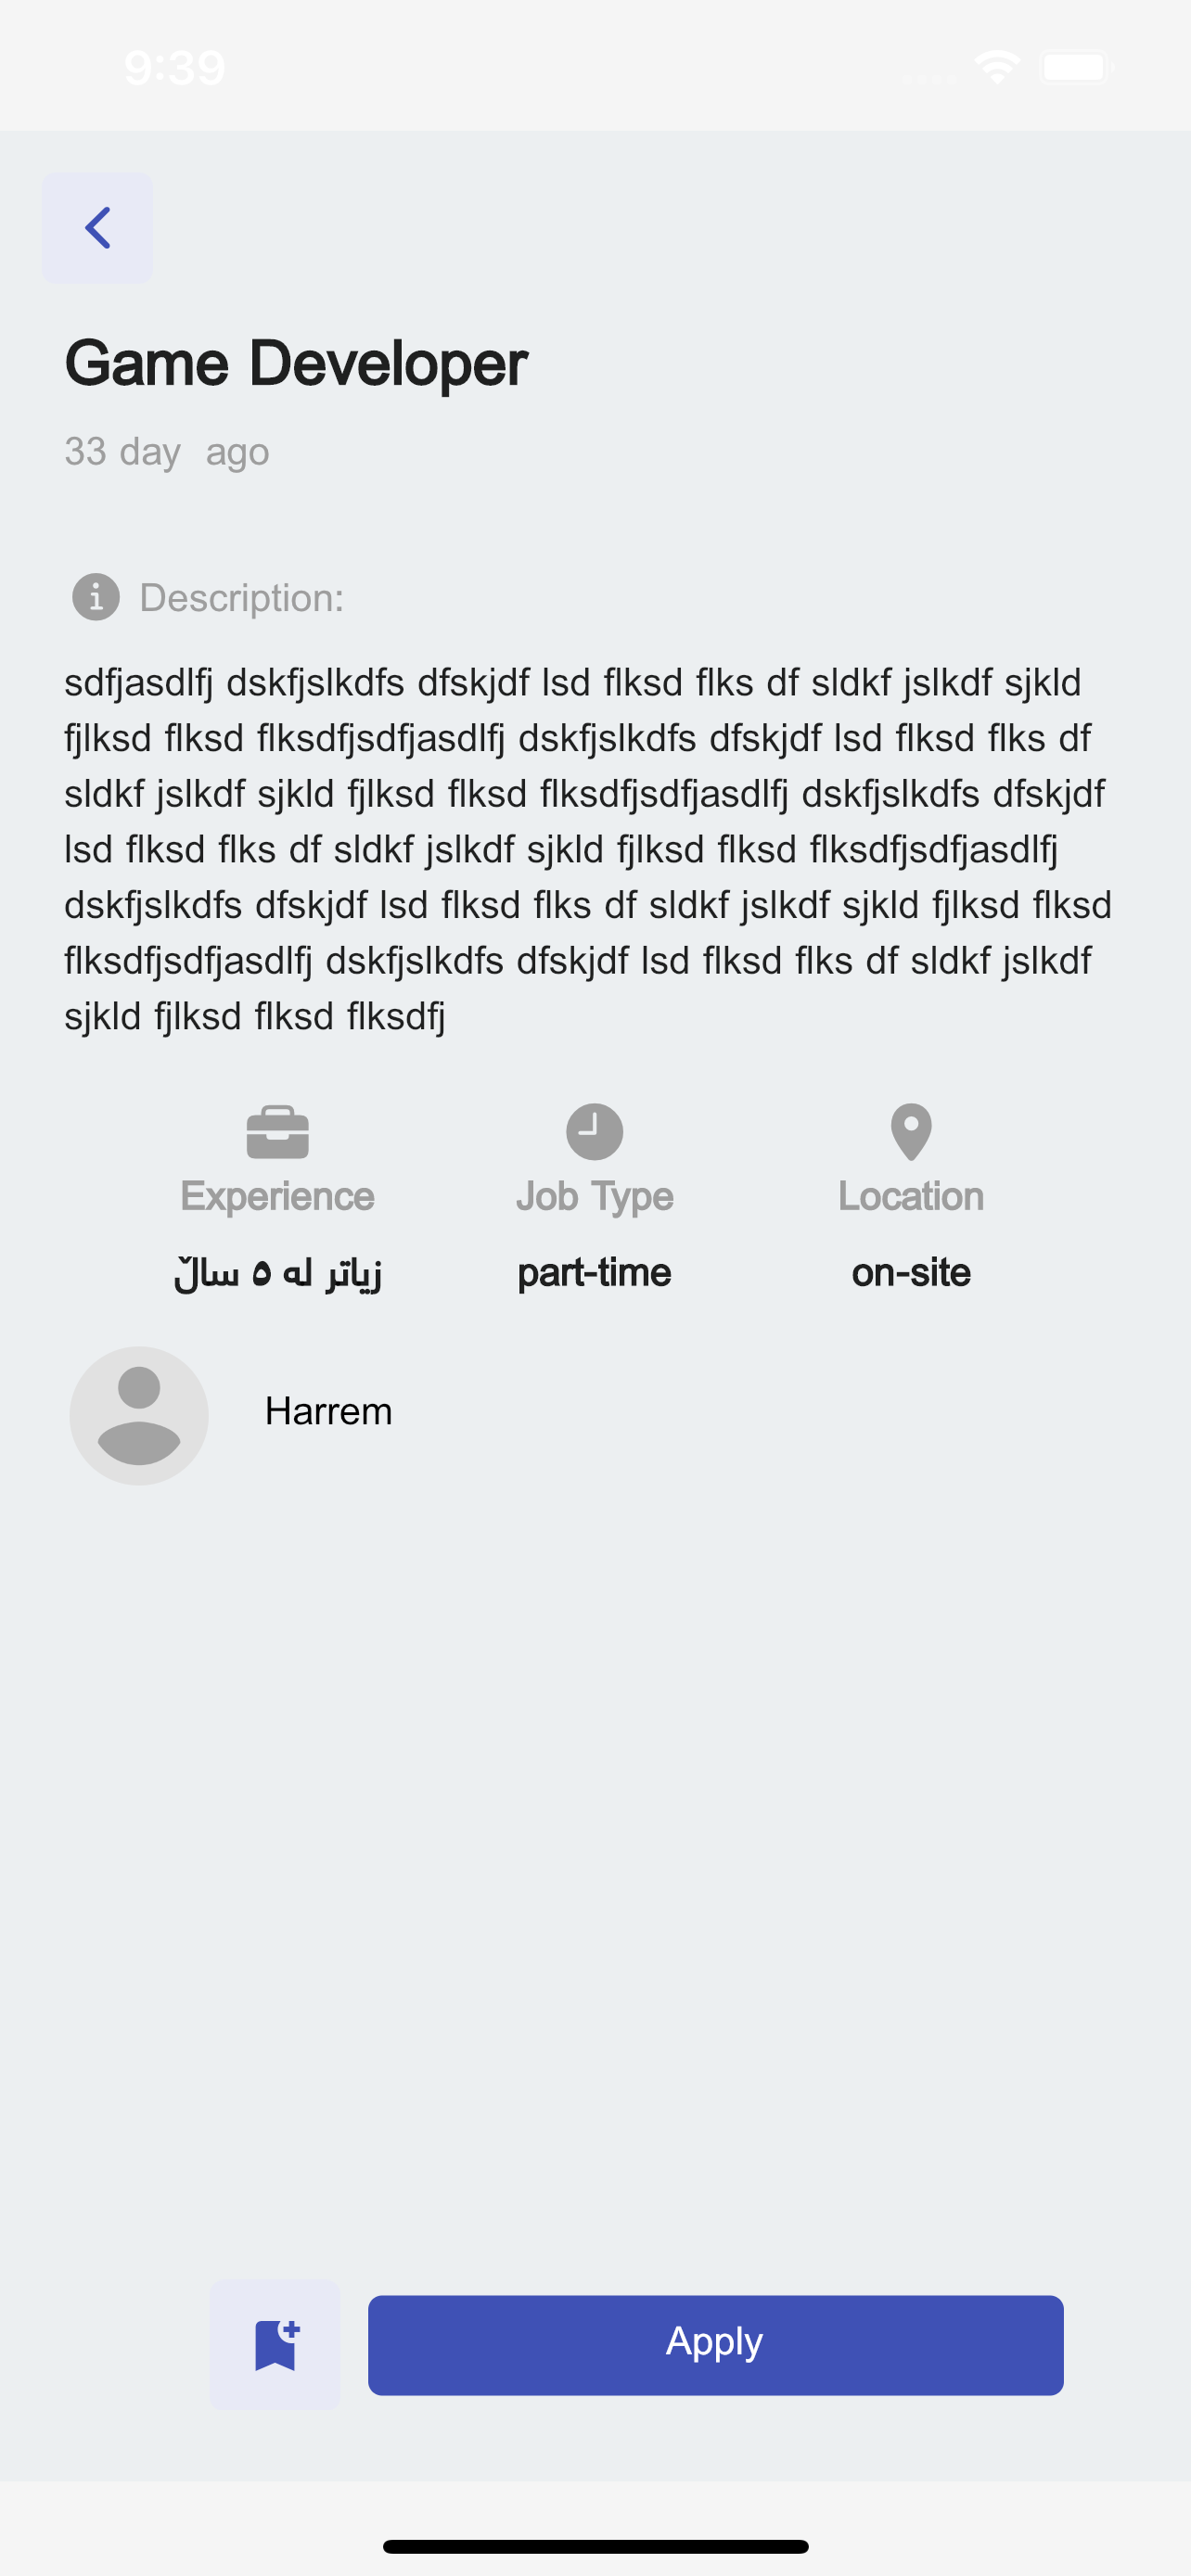 9:39
Game Developer
33 day  ago
Description:
sdfjasdlfj dskfjslkdfs dfskjdf lsd flksd flks df sldkf jslkdf sjkld
fjlksd flksd flksdfjsdfjasdlfj dskfjslkdfs dfskjdf lsd flksd flks df
sldkf jslkdf sjkld fjlksd flksd flksdfjsdfjasdlfj dskfjslkdfs dfskjdf
lsd flksd flks df sldkf jslkdf sjkld fjlksd flksd flksdfjsdfjasdlfj
dskfjslkdfs dfskjdf lsd flksd flks df sldkf jslkdf sjkld fjlksd flksd
flksdfjsdfjasdlfj dskfjslkdfs dfskjdf lsd flksd flks df sldkf jslkdf
sjkld fjlksd flksd flksdfj
Experience Job Type Location
زیاتر لە ٥ ساڵ part-time on-site
Harrem
Apply